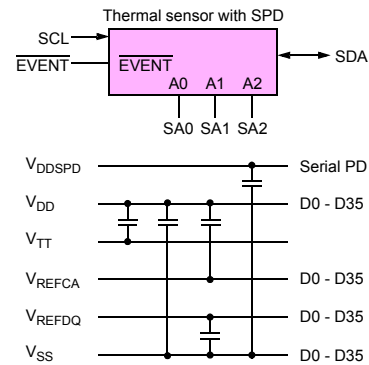 Thermal sensor with SPD
SCL
EVENT EVENT SDA
A0 A1 A2
SA0 SA1 SA2
VDDSPD Serial PD
VDD D0 - D35
VTT
VREFCA D0 - D35
VREFDQ D0 - D35
VSS D0 - D35